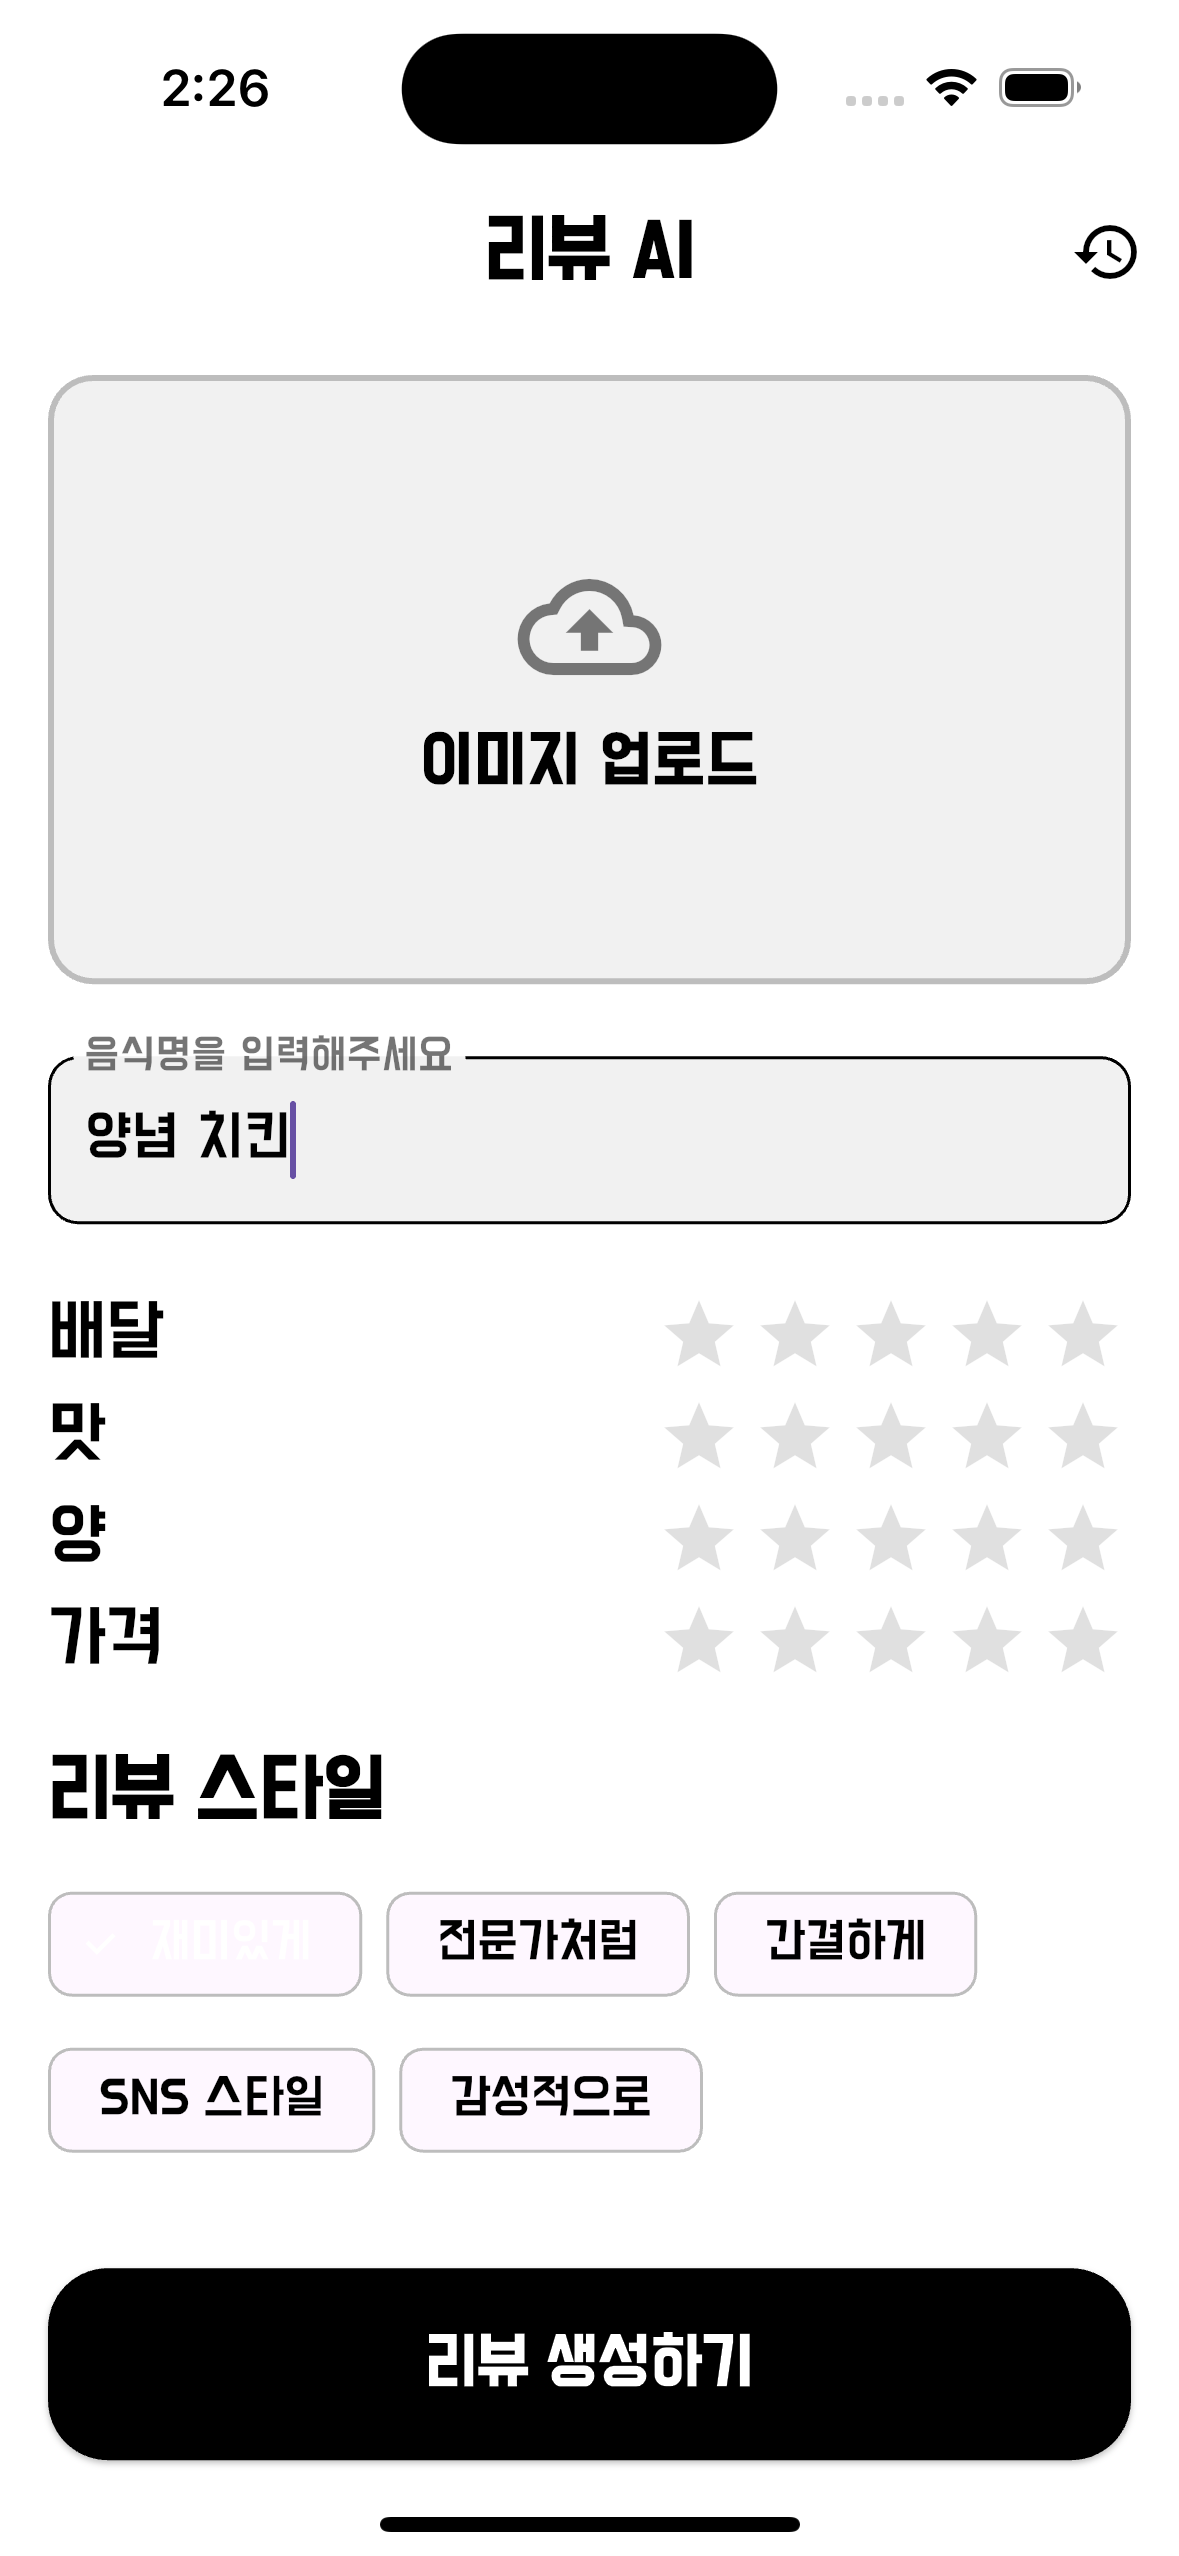 2:26
리뷰 AI
이미지 업로드
음식명을 입력해주세요
양념 치킨
배달
맛
양
가격
리뷰 스타일
재미있게 전문가처럼 간결하게
SNS 스타일 감성적으로
리뷰 생성하기